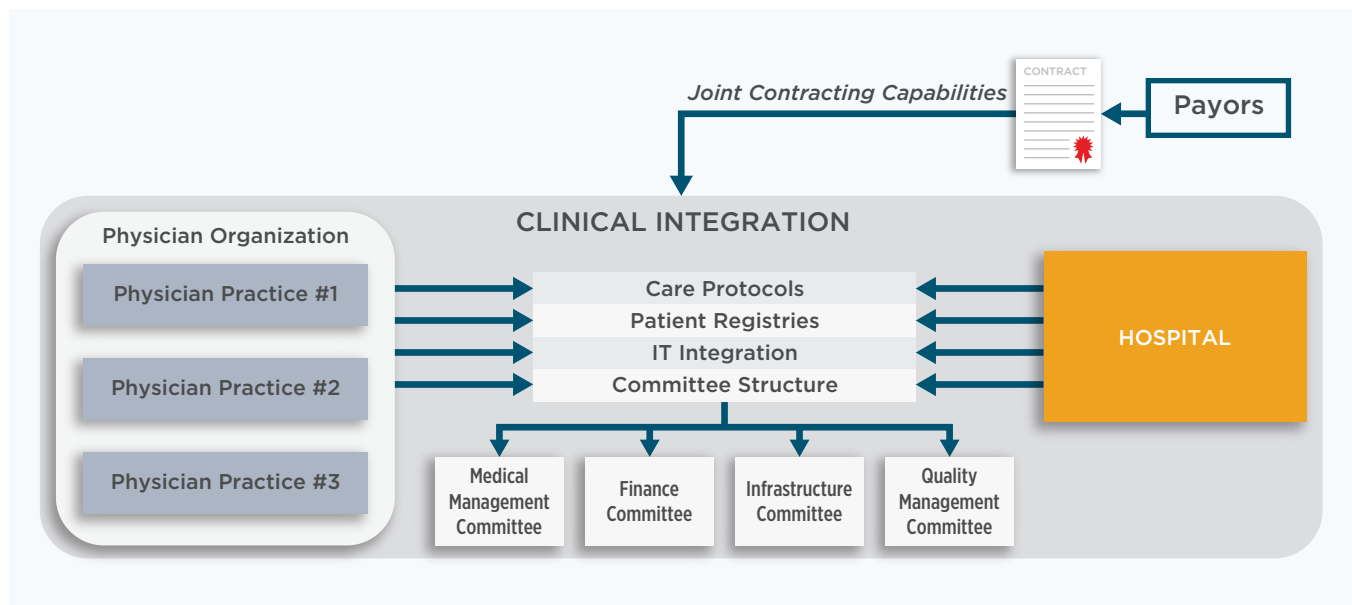 CONTRACT
Joint Contracting Capabilities
Payors
CLINICAL INTEGRATION
Physician Organization
Physician Practice #1
Physician Practice #2
Physician Practice #3
Care Protocols
Patient Registries
IT Integration
Committee Structure
HOSPITAL
Medical
Management
Committee
Finance
Committee
Infrastructure
Committee
Quality
Management
Committee